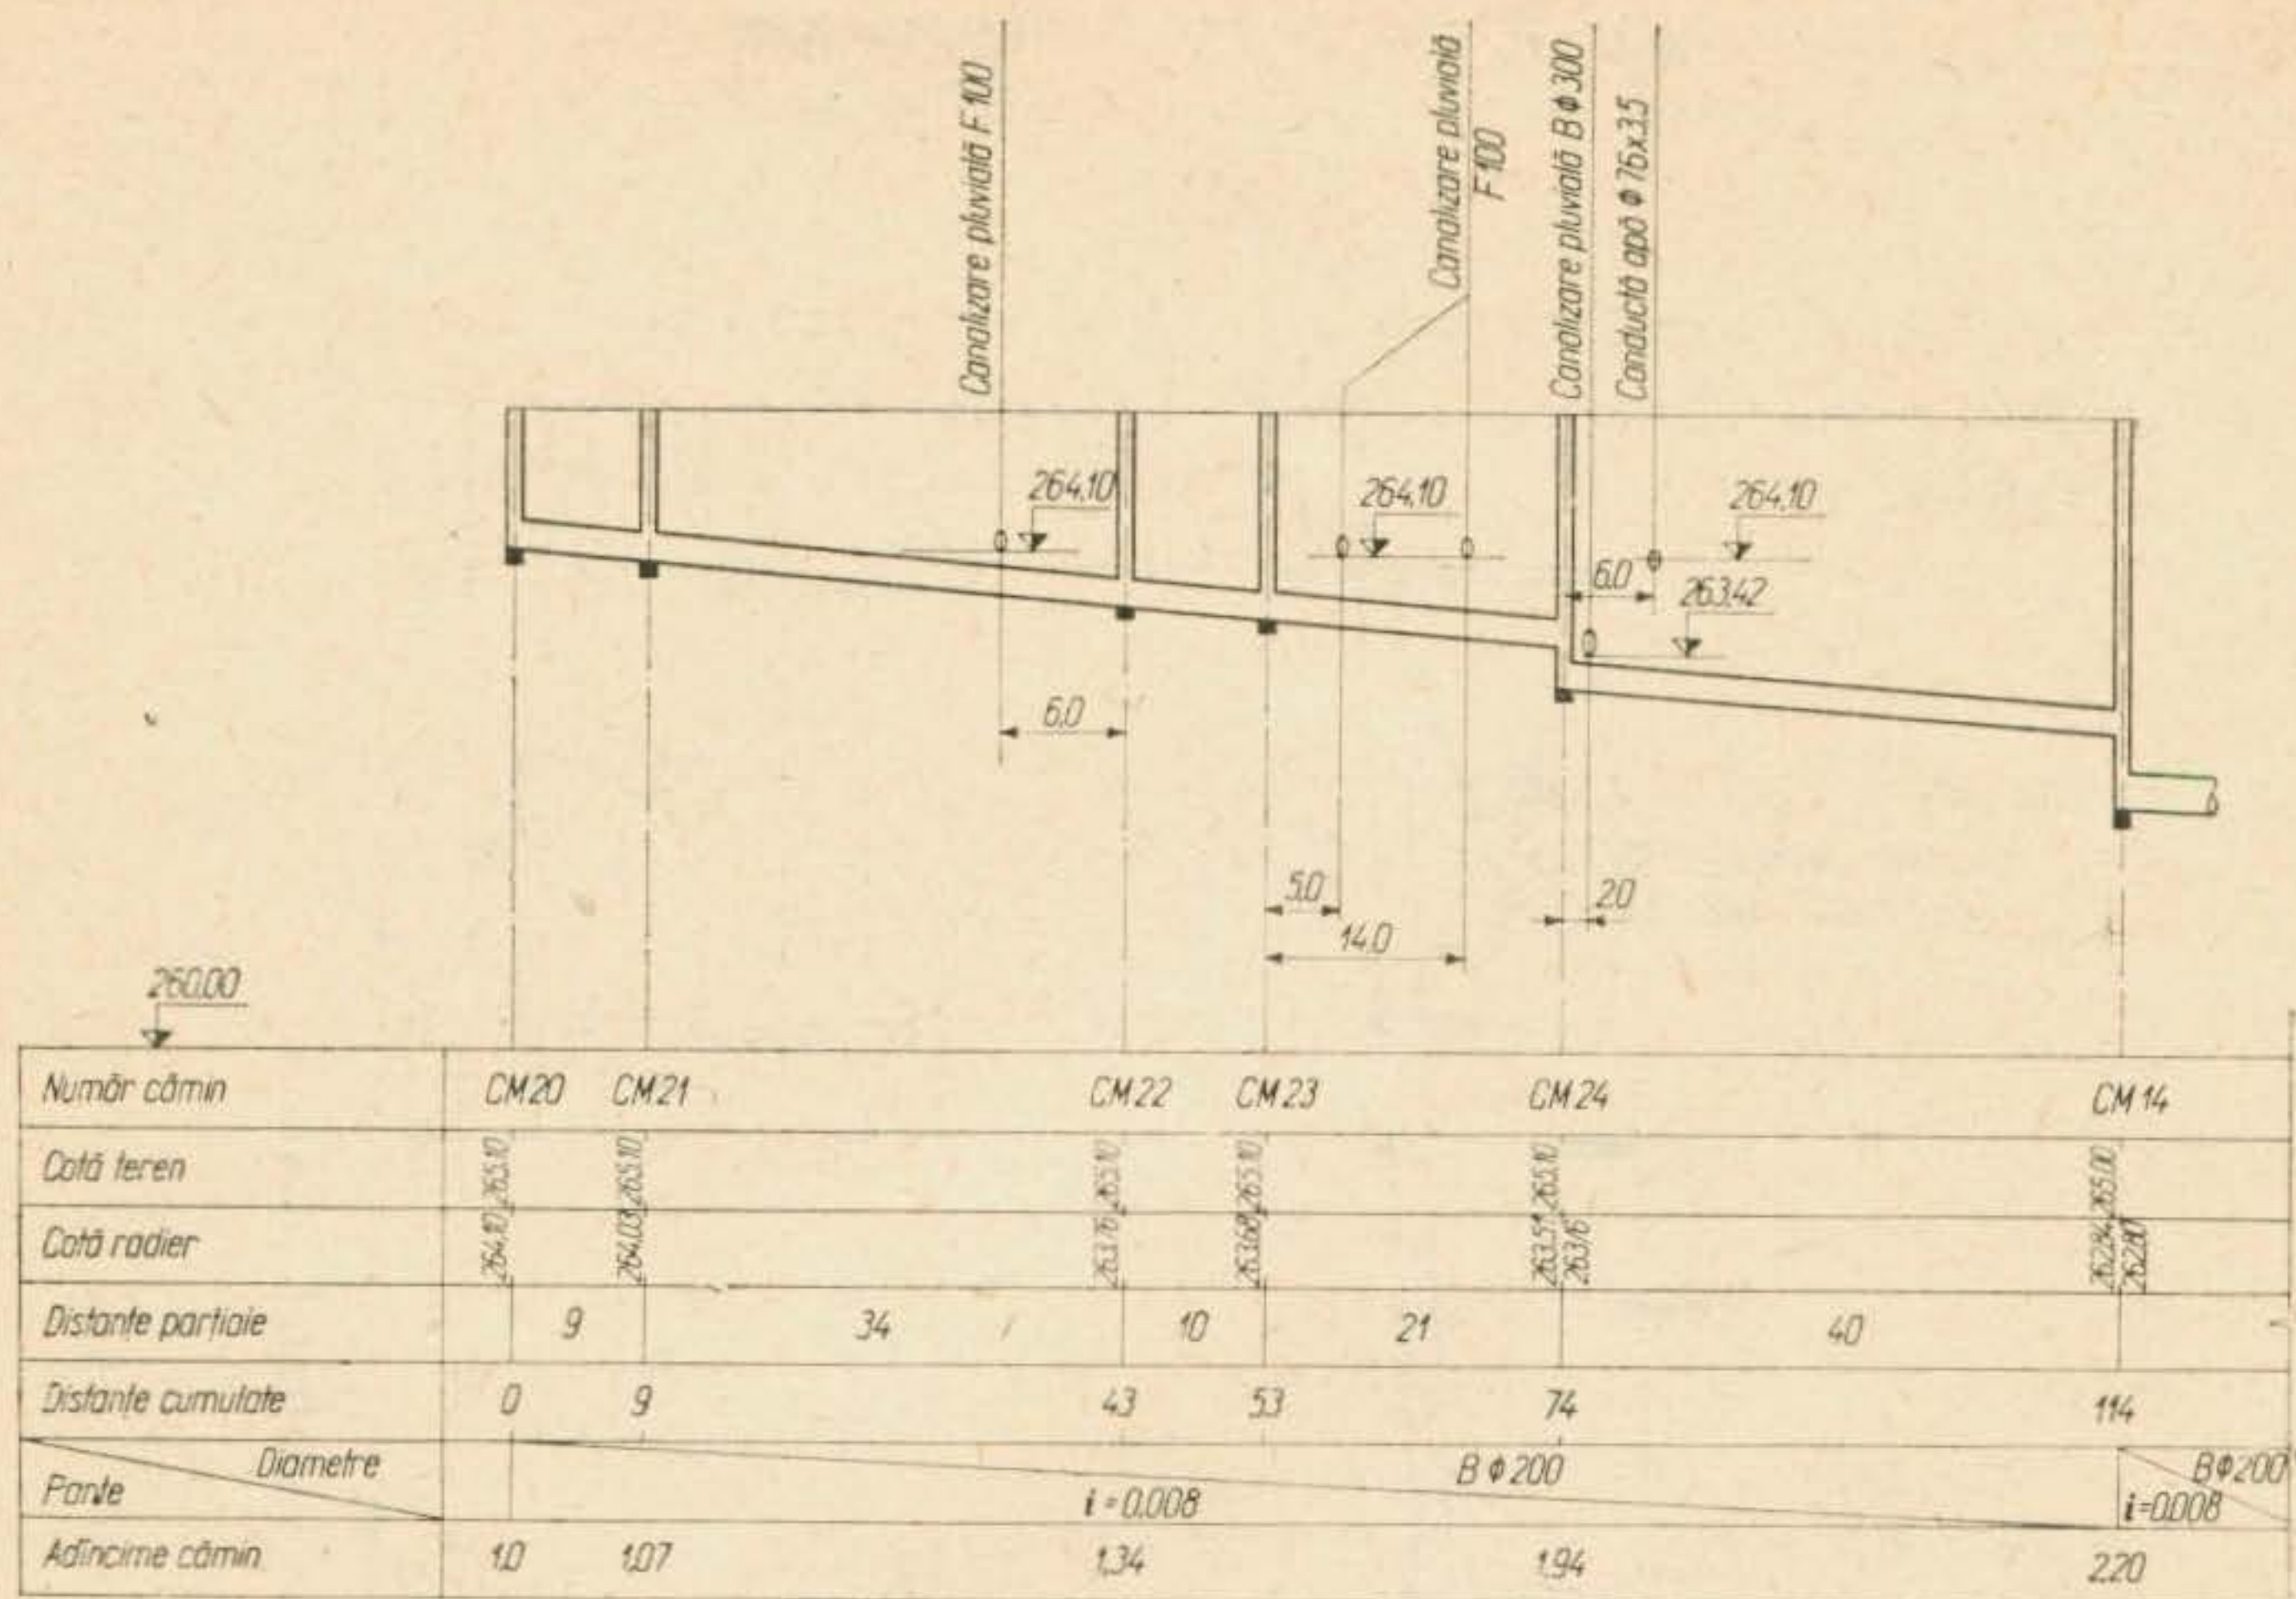 Canalizare pluvială F 100
Canalizare pluvială
F 100
Canalizare pluvială B Φ 300
Conductă apă Φ 76x3.5
264.10
264.10
264.10
6.0
263.42
6.0
5.0
2.0
14.0
260.00
Număr cămin CM20 CM21 CM22 CM23 CM24 CM14
Cotă teren 265.10 265.10 265.10 265.10 265.10 265.00
Cotă radier 264.10 264.03 263.76 263.68 263.51 263.16 262.84 262.80
Distanțe parțiale 9 34 10 21 40
Distanțe cumulate 0 9 43 53 74 114
Diametre B Φ 200 BΦ200
Pante i = 0.008 i=0.008
Adîncime cămin 1.0 1.07 1.34 1.94 2.20